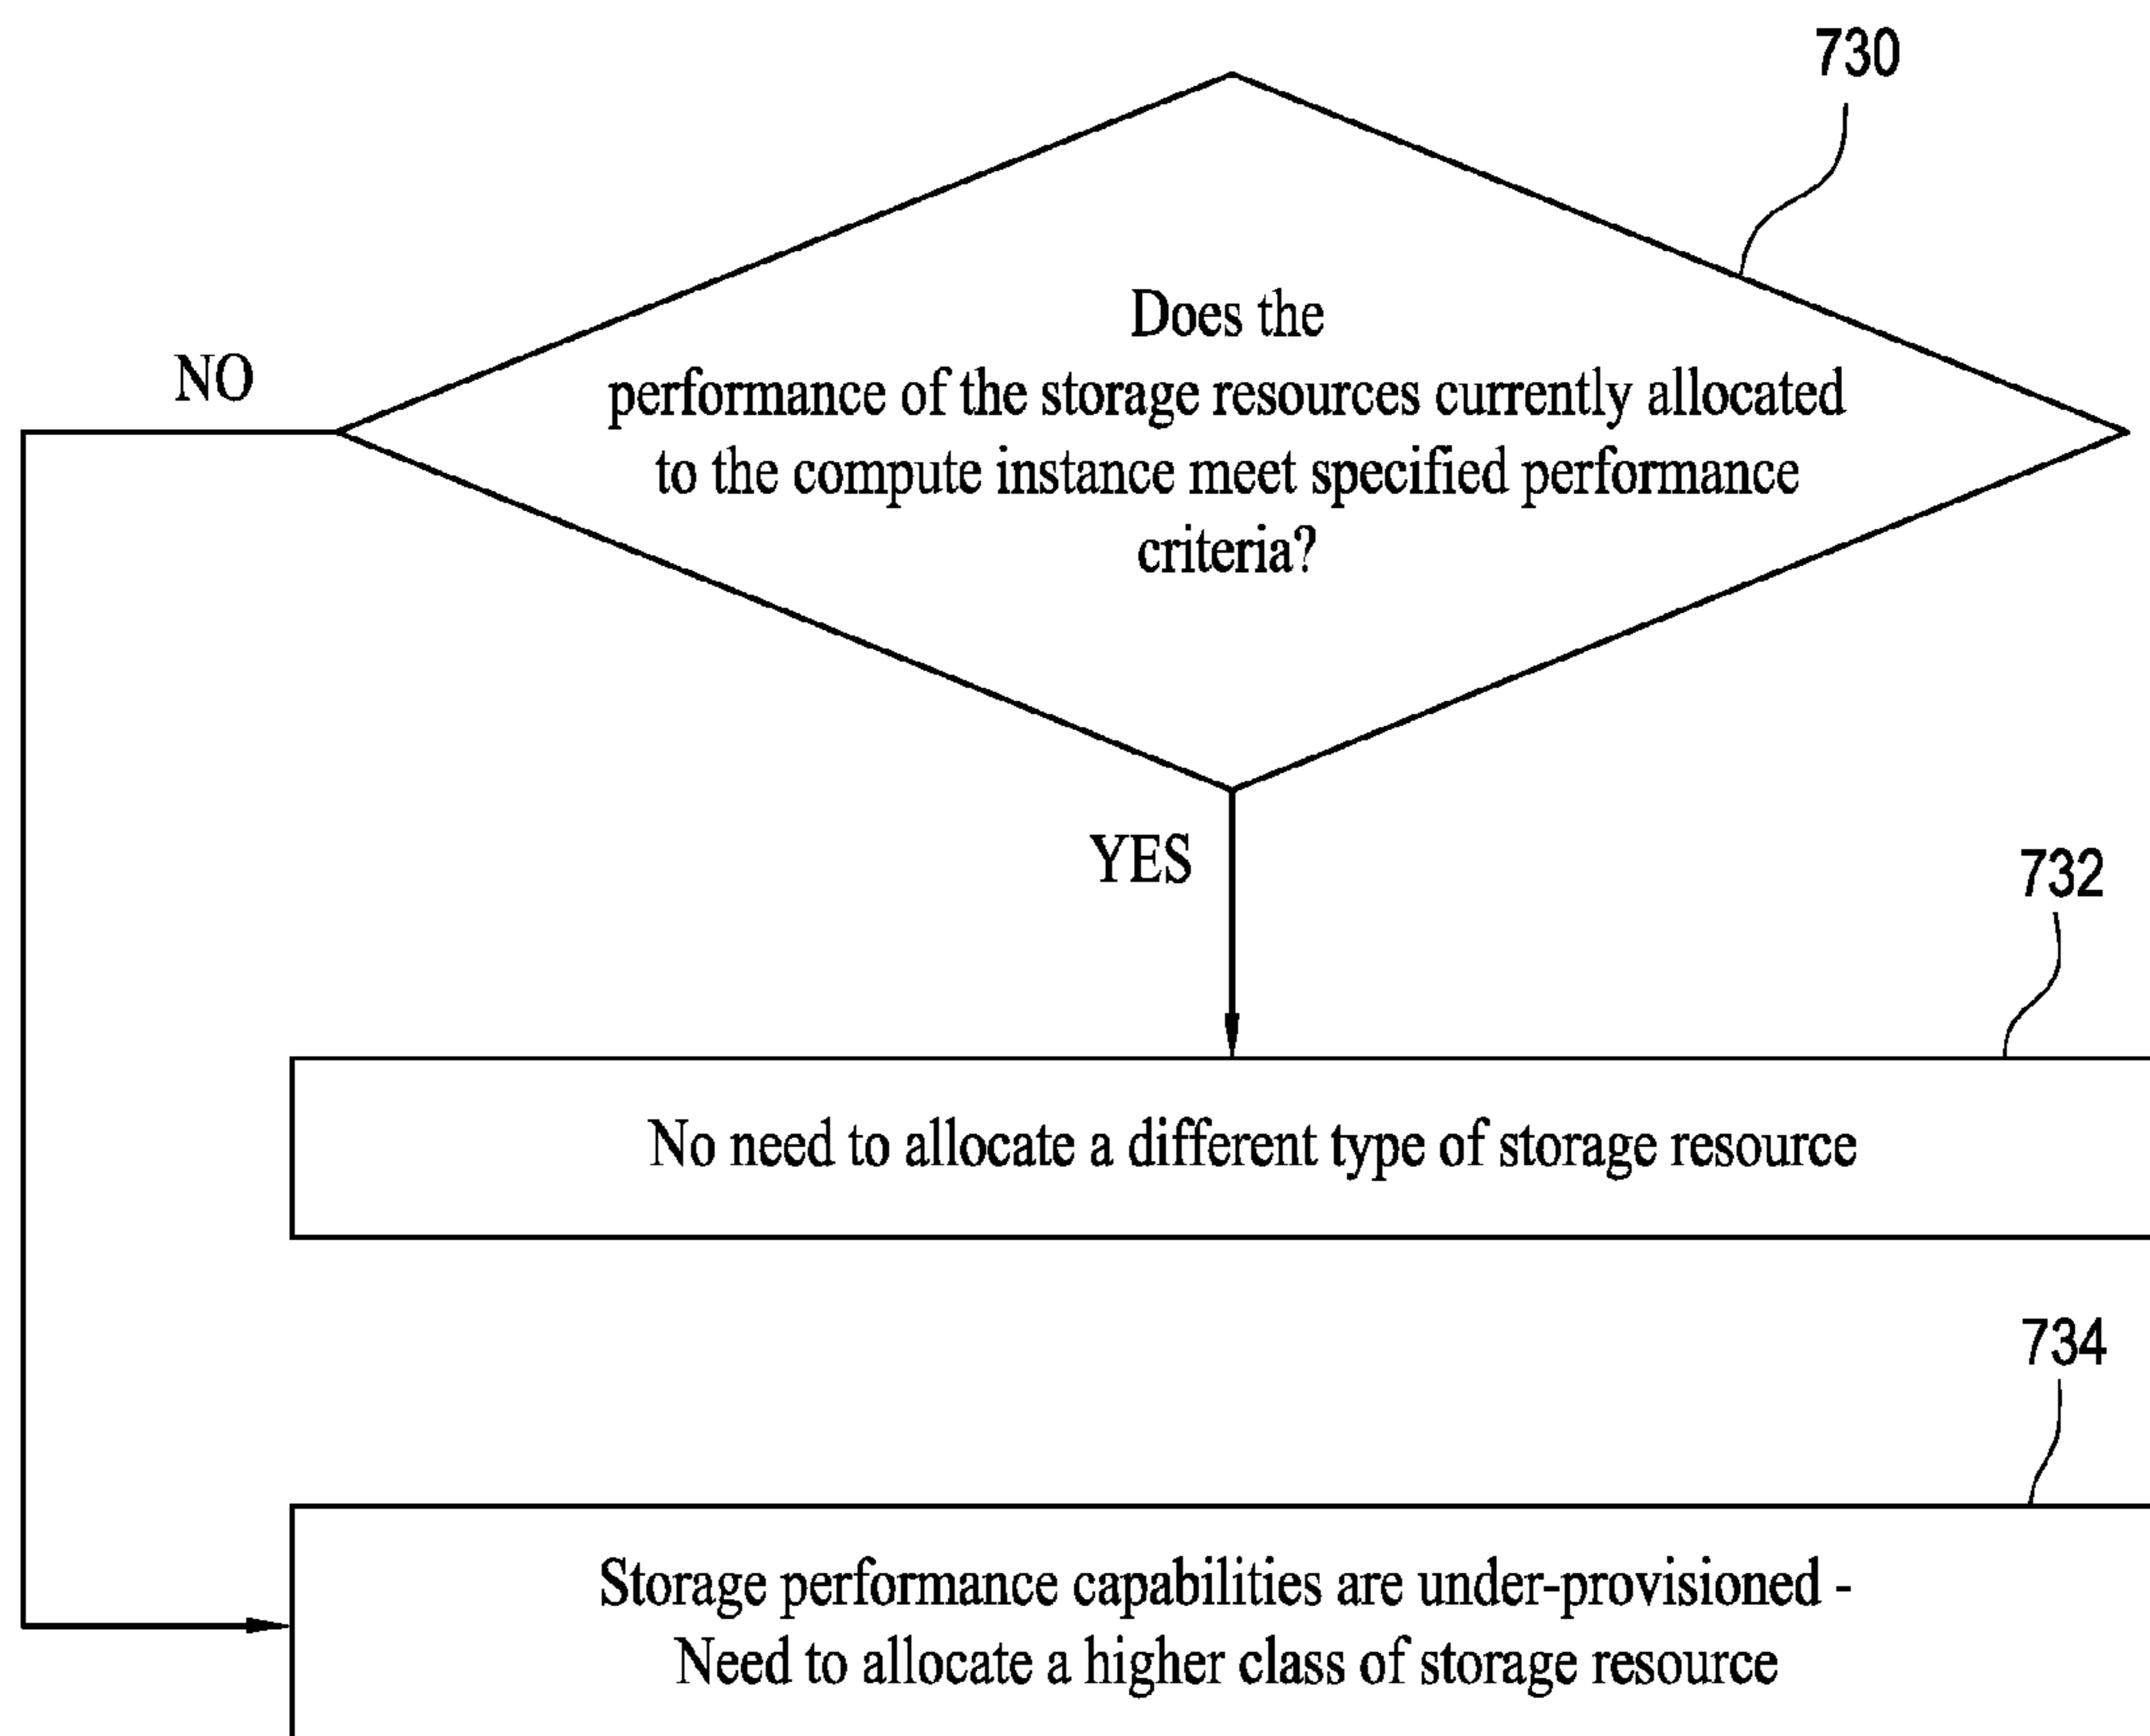 730
Does the
performance of the storage resources currently allocated
to the compute instance meet specified performance
criteria?
NO
YES
732
No need to allocate a different type of storage resource
734
Storage performance capabilities are under-provisioned -
Need to allocate a higher class of storage resource